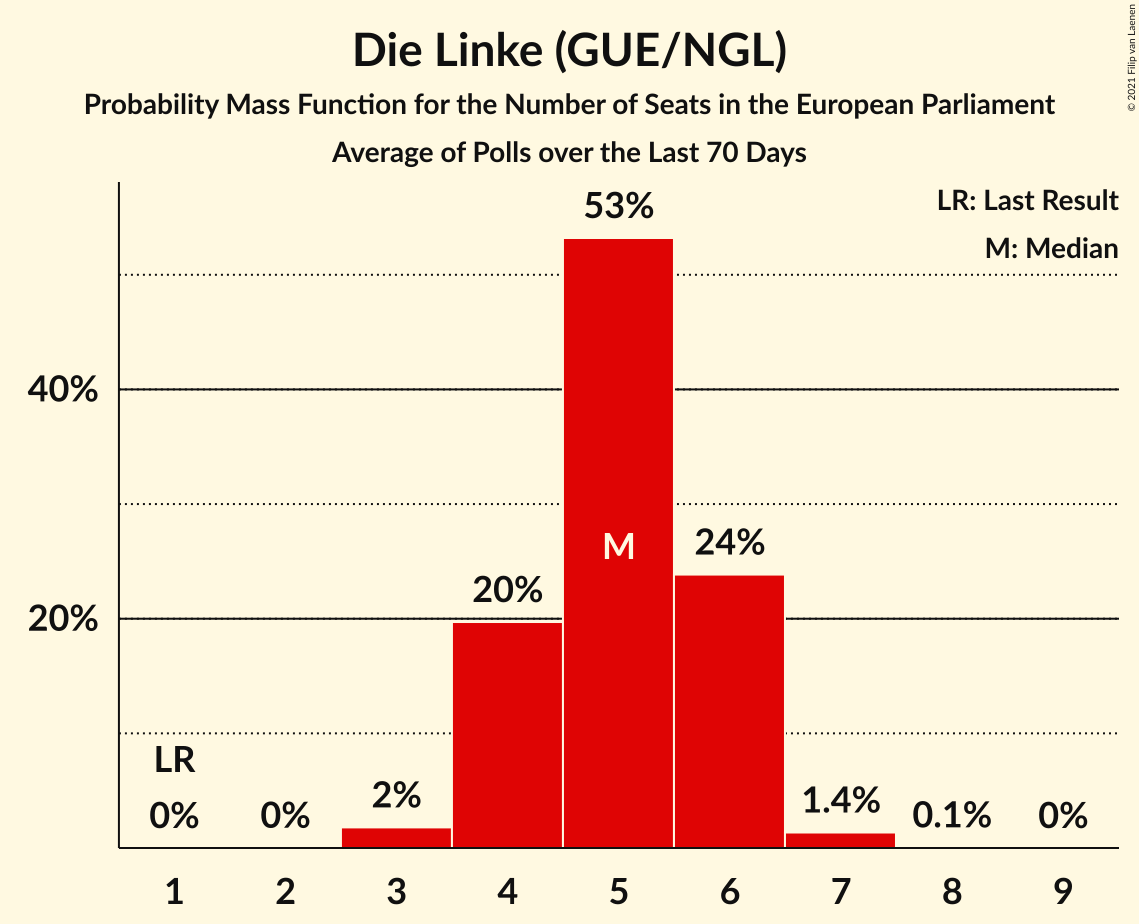 Die Linke (GUE/NGL)
Probability Mass Function for the Number of Seats in the European Parliament
Average of Polls over the Last 70 Days
© 2021 Filip van Laenen
LR: Last Result
M: Median
53%
40%
24%
M
20%
20%
LR
0%
0%
2%
1.4%
0.1%
0%
1 2 3 4 5 6 7 8 9